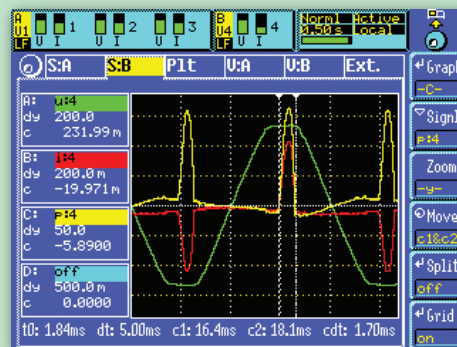 A U1 LF U I 1 U I 2 U I 3 B U4 LF U I 4 Norml Active
0.50s Local
S:A S:B Plt V:A V:B Ext.
A: u:4
dy 200.0
c 231.99 m
B: i:4
dy 200.0m
c -19.971m
C: p:4
dy 50.0
c -5.8900
D: off
dy 500.0m
c 0.0000
t0: 1.84ms dt: 5.00ms c1: 16.4ms c2: 18.1ms cdt: 1.70ms
Graph
-C-
Signl
p:4
Zoom
-y-
Move
c1&c2
Split
off
Grid
on